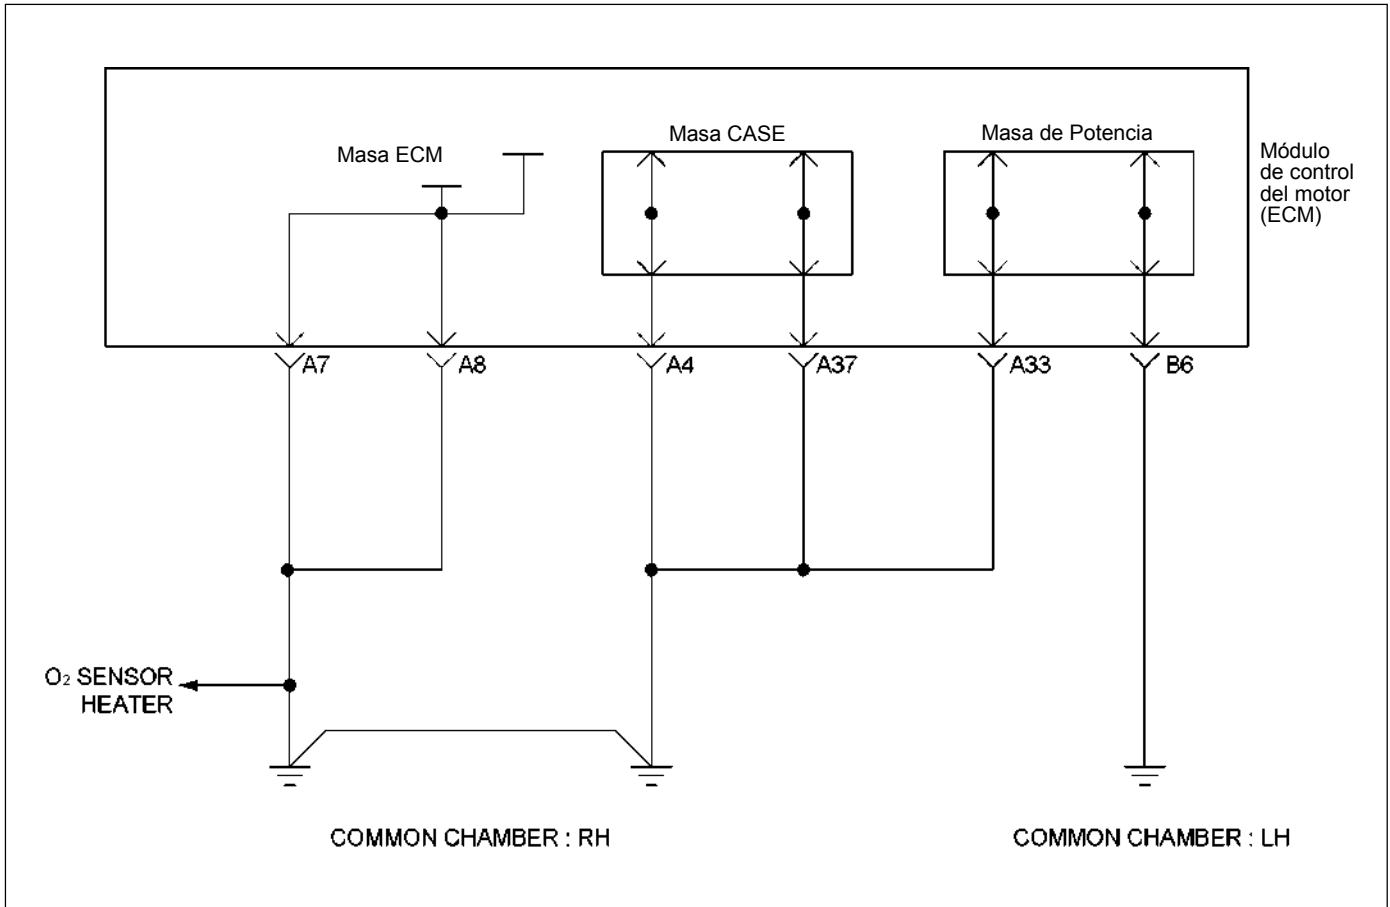 Masa ECM
Masa CASE
Masa de Potencia
Módulo
de control
del motor
(ECM)
A7
A8
A4
A37
A33
B6
O₂ SENSOR
HEATER
COMMON CHAMBER : RH
COMMON CHAMBER : LH